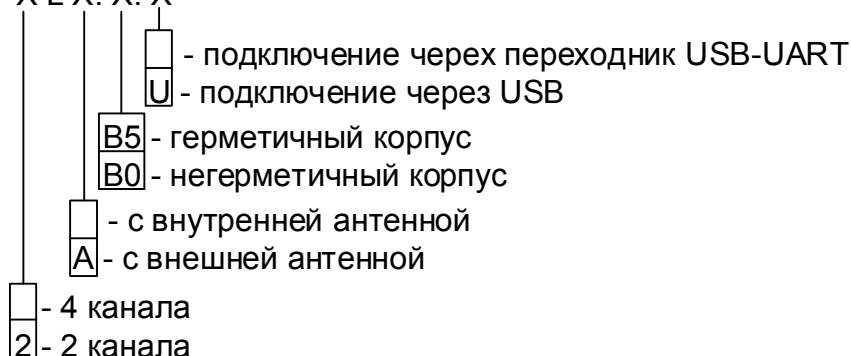 X L X. X. X
- подключение черех переходник USB-UART
U - подключение через USB
B5 - герметичный корпус
B0 - негерметичный корпус
- с внутренней антенной
A - с внешней антенной
- 4 канала
2 - 2 канала